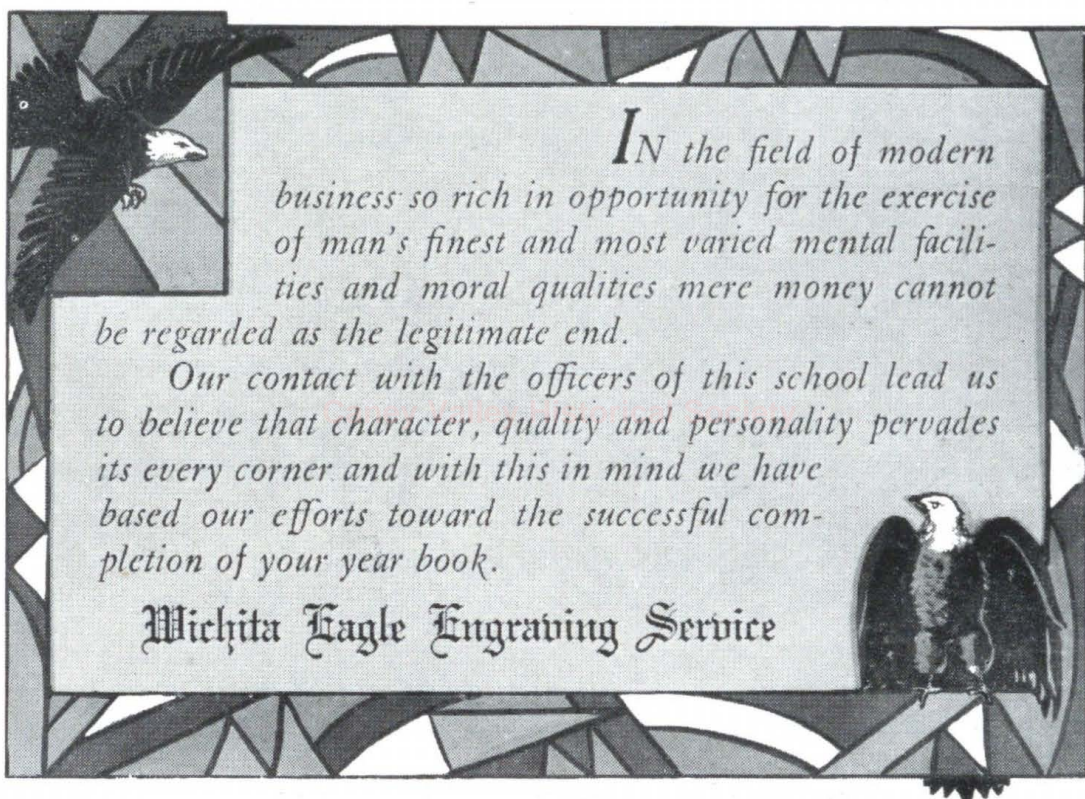 IN the field of modern
business so rich in opportunity for the exercise
of man's finest and most varied mental facili-
ties and moral qualities mere money cannot
be regarded as the legitimate end.
Our contact with the officers of this school lead us
to believe that character, quality and personality pervades
its every corner and with this in mind we have
based our efforts toward the successful com-
pletion of your year book.
Wichita Eagle Engraving Service